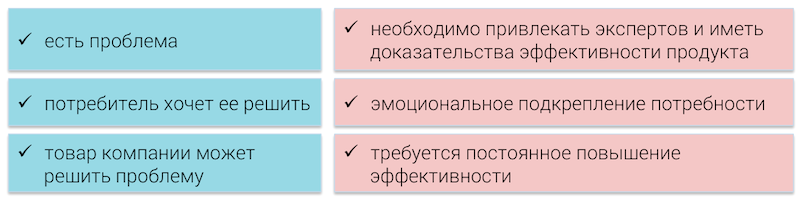 ✓ есть проблема
✓ необходимо привлекать экспертов и иметь
доказательства эффективности продукта
✓ потребитель хочет ее решить
✓ эмоциональное подкрепление потребности
✓ товар компании может
решить проблему
✓ требуется постоянное повышение
эффективности